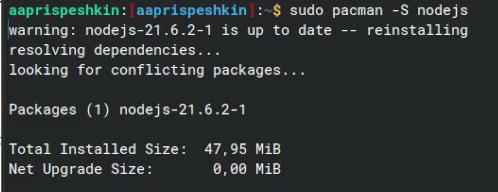 aaprispeshkin:[aaprispeshkin]:~$ sudo pacman -S nodejs
warning: nodejs-21.6.2-1 is up to date -- reinstalling
resolving dependencies...
looking for conflicting packages...
Packages (1) nodejs-21.6.2-1
Total Installed Size:  47,95 MiB
Net Upgrade Size:       0,00 MiB